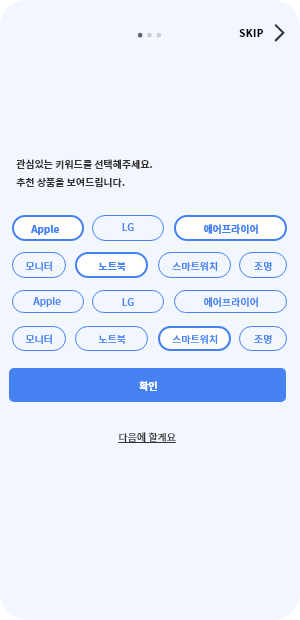 SKIP
관심있는 키워드를 선택해주세요.
추천 상품을 보여드립니다.
Apple LG 에어프라이어
모니터 노트북 스마트워치 조명
Apple LG 에어프라이어
모니터 노트북 스마트워치 조명
확인
다음에 할게요